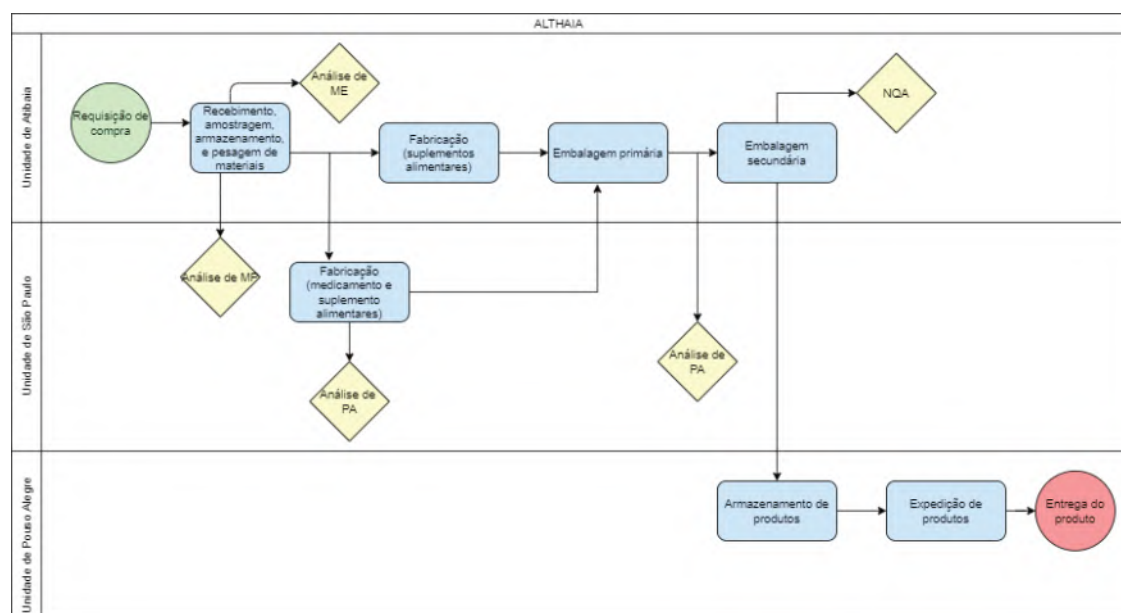 ALTHAIA
Unidade de Atibaia
Requisição de
compra
Recebimento,
amostragem,
armazenamento,
e pesagem de
materiais
Análise de
ME
Fabricação
(suplementos
alimentares)
Embalagem primária
Embalagem
secundária
NQA
Unidade de São Paulo
Análise de MP
Fabricação
(medicamento e
suplemento
alimentares)
Análise de
PA
Análise de
PA
Unidade de Pouso Alegre
Armazenamento de
produtos
Expedição de
produtos
Entrega do
produto